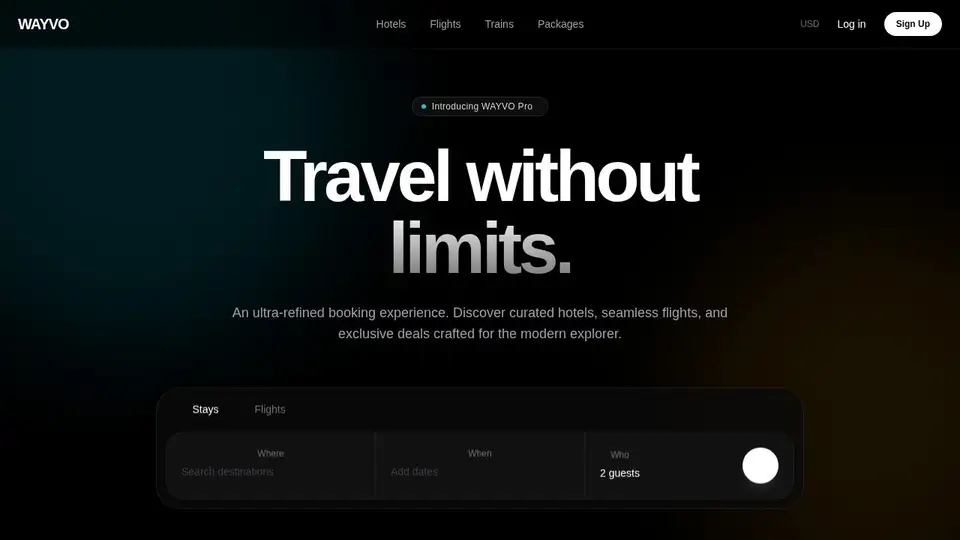 WAYVO
Hotels
Flights
Trains
Packages
USD
Log in
Sign Up
Introducing WAYVO Pro
Travel without
limits.
An ultra-refined booking experience. Discover curated hotels, seamless flights, and
exclusive deals crafted for the modern explorer.
Stays
Flights
Where
Search destinations
When
Add dates
Who
2 guests